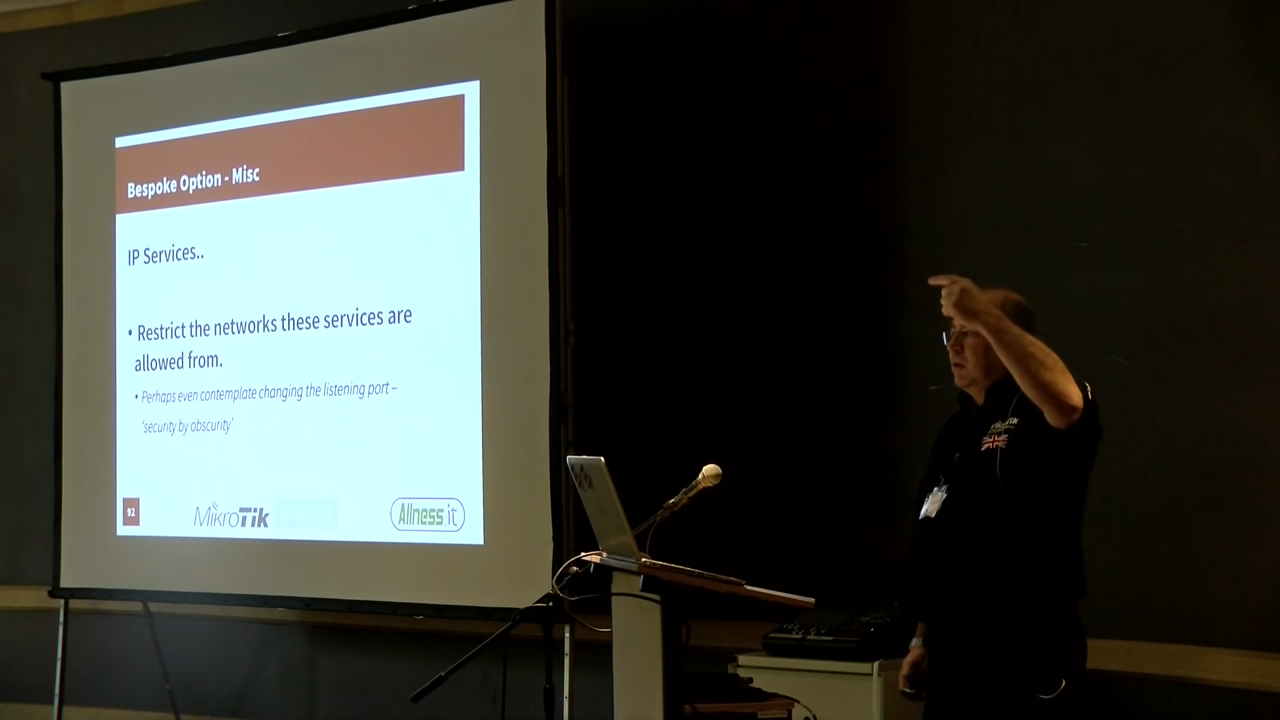 Bespoke Option - Misc
IP Services..
• Restrict the networks these services are
allowed from.
• Perhaps even contemplate changing the listening port –
'security by obscurity'
92
MikroTik
Allness.it